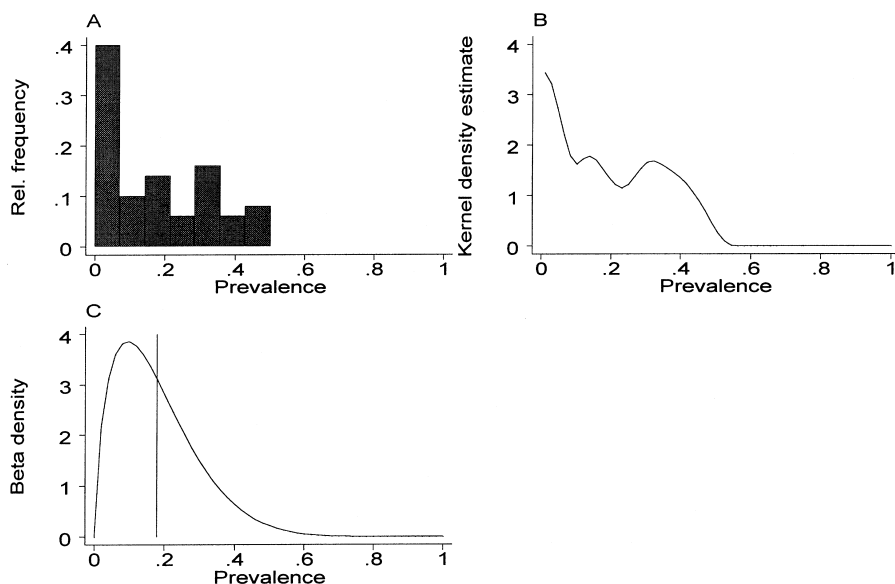 A
Rel. frequency
.4
.3
.2
.1
0
0 .2 .4 .6 .8 1
Prevalence
B
Kernel density estimate
4
3
2
1
0
0 .2 .4 .6 .8 1
Prevalence
C
Beta density
4
3
2
1
0
0 .2 .4 .6 .8 1
Prevalence